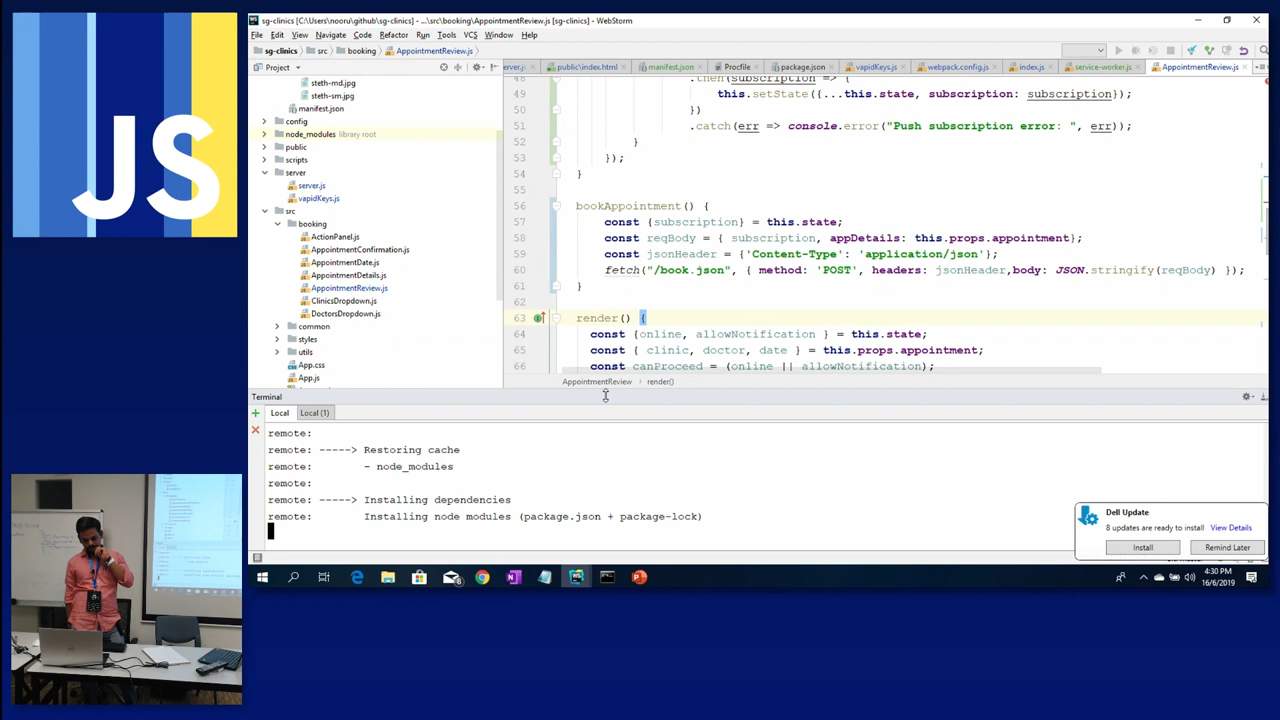 JS
WS
sg-clinics [C:\Users\nooru\github\sg-clinics] - ...\src\booking\AppointmentReview.js [sg-clinics] - WebStorm
File Edit View Navigate Code Refactor Run Tools VCS Window Help
sg-clinics src booking AppointmentReview.js
Project
server.js public\index.html manifest.json Procfile package.json vapidKeys.js webpack.config.js index.js service-worker.js AppointmentReview.js
steth-md.jpg
steth-sm.jpg
manifest.json
config
node_modules library root
public
scripts
server
server.js
vapidKeys.js
src
booking
ActionPanel.js
AppointmentConfirmation.js
AppointmentDate.js
AppointmentDetails.js
AppointmentReview.js
ClinicsDropdown.js
DoctorsDropdown.js
common
styles
utils
App.css
App.js
48 .then(subscription => {
49 this.setState({...this.state, subscription: subscription});
50 })
51 .catch(err => console.error("Push subscription error: ", err));
52 }
53 });
54 }
55
56 bookAppointment() {
57 const {subscription} = this.state;
58 const reqBody = { subscription, appDetails: this.props.appointment};
59 const jsonHeader = {'Content-Type': 'application/json'};
60 fetch("/book.json", { method: 'POST', headers: jsonHeader,body: JSON.stringify(reqBody) });
61 }
62
63 render() {
64 const {online, allowNotification } = this.state;
65 const { clinic, doctor, date } = this.props.appointment;
66 const canProceed = (online || allowNotification);
AppointmentReview › render()
Terminal
Local Local (1)
remote:
remote: -----> Restoring cache
remote: - node_modules
remote:
remote: -----> Installing dependencies
remote: Installing node modules (package.json + package-lock)
Dell Update
8 updates are ready to install View Details
Install Remind Later
4:30 PM
16/6/2019